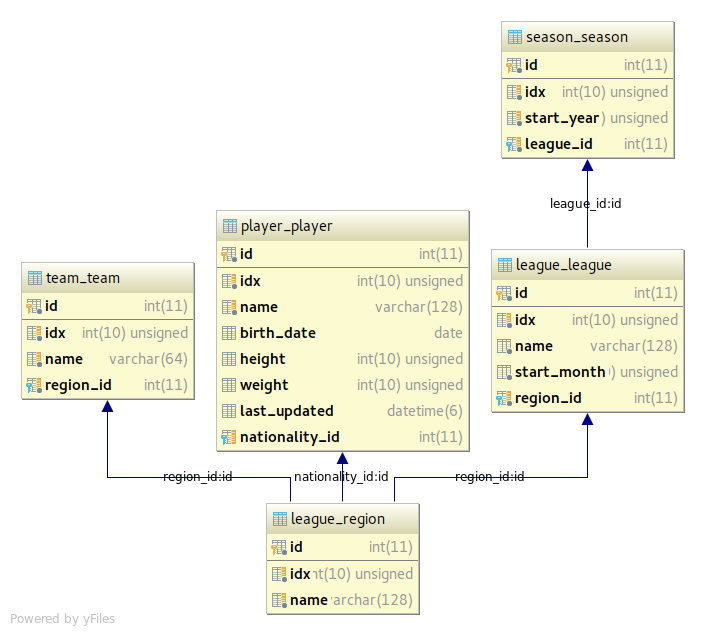 season_season
id int(11)
idx int(10) unsigned
start_year ) unsigned
league_id int(11)
league_id:id
player_player
id int(11)
idx int(10) unsigned
name varchar(128)
birth_date date
height int(10) unsigned
weight int(10) unsigned
last_updated datetime(6)
nationality_id int(11)
team_team
id int(11)
idx int(10) unsigned
name varchar(64)
region_id int(11)
league_league
id int(11)
idx int(10) unsigned
name varchar(128)
start_month ) unsigned
region_id int(11)
region_id:id
nationality_id:id
region_id:id
league_region
id int(11)
idx nt(10) unsigned
name varchar(128)
Powered by yFiles